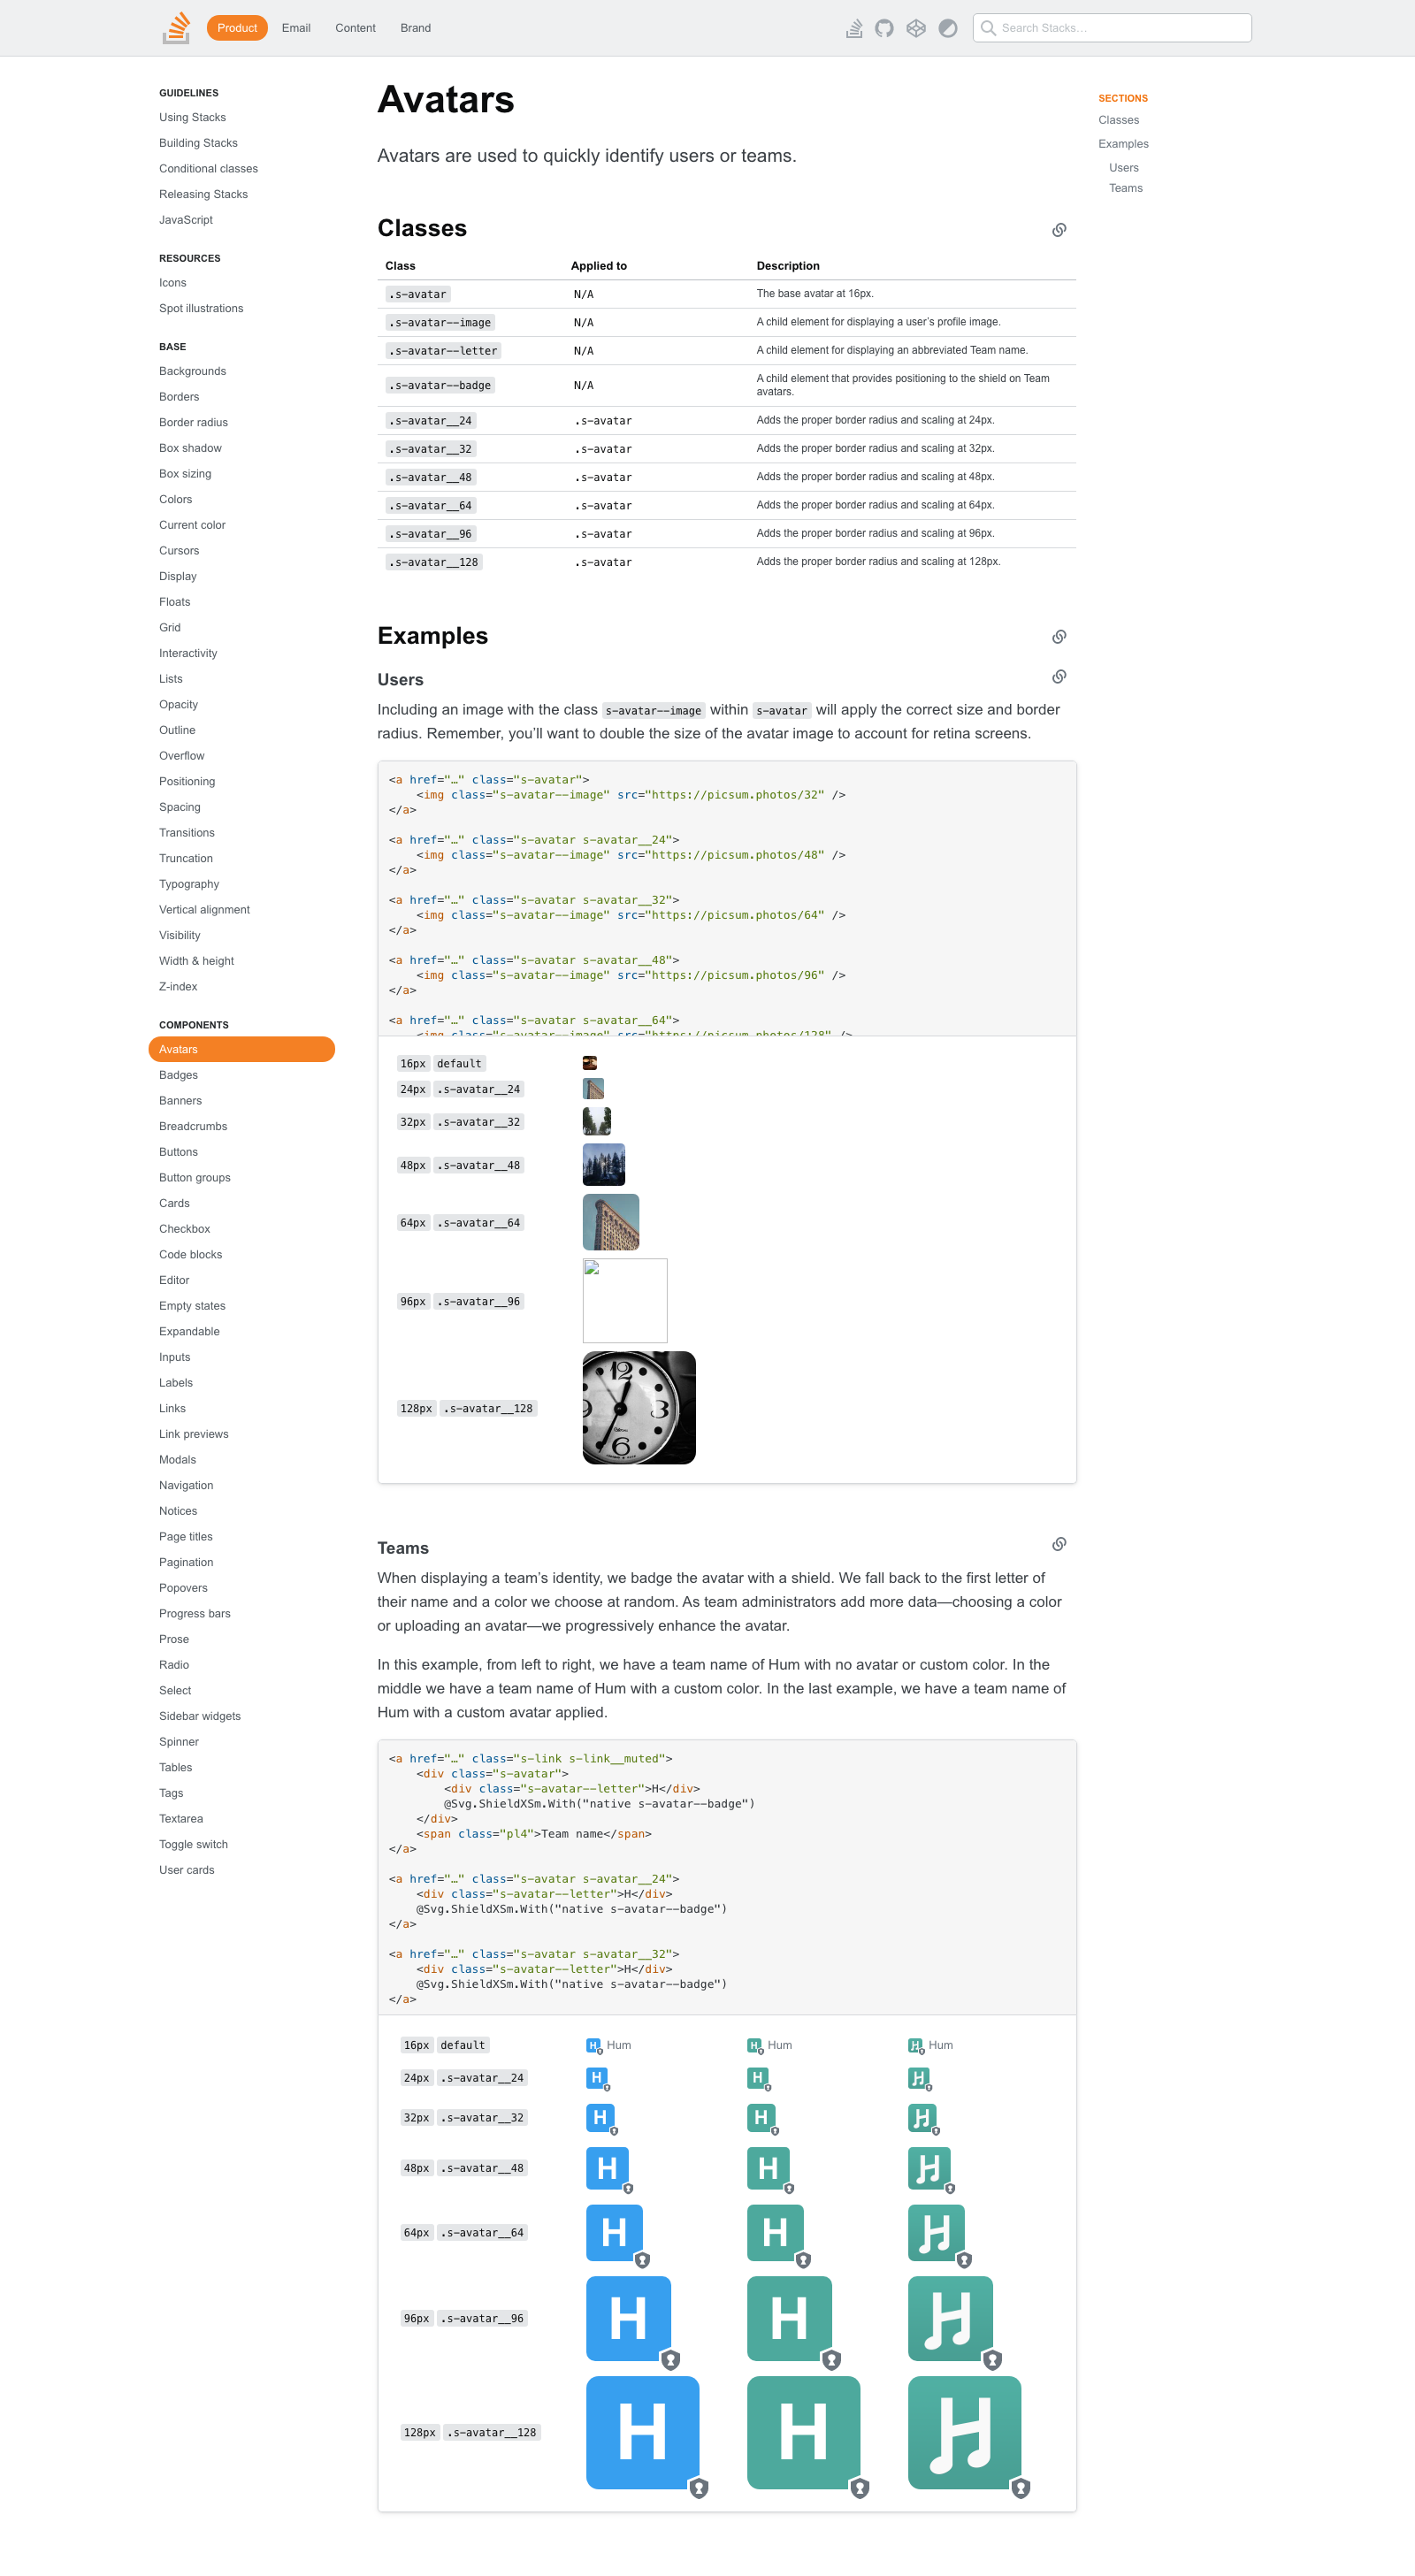 Product Email Content Brand
Search Stacks…
GUIDELINES
Using Stacks
Building Stacks
Conditional classes
Releasing Stacks
JavaScript
RESOURCES
Icons
Spot illustrations
BASE
Backgrounds
Borders
Border radius
Box shadow
Box sizing
Colors
Current color
Cursors
Display
Floats
Grid
Interactivity
Lists
Opacity
Outline
Overflow
Positioning
Spacing
Transitions
Truncation
Typography
Vertical alignment
Visibility
Width & height
Z-index
COMPONENTS
Avatars
Badges
Banners
Breadcrumbs
Buttons
Button groups
Cards
Checkbox
Code blocks
Editor
Empty states
Expandable
Inputs
Labels
Links
Link previews
Modals
Navigation
Notices
Page titles
Pagination
Popovers
Progress bars
Prose
Radio
Select
Sidebar widgets
Spinner
Tables
Tags
Textarea
Toggle switch
User cards
Avatars
Avatars are used to quickly identify users or teams.
Classes
Class Applied to Description
.s-avatar N/A The base avatar at 16px.
.s-avatar--image N/A A child element for displaying a user’s profile image.
.s-avatar--letter N/A A child element for displaying an abbreviated Team name.
.s-avatar--badge N/A A child element that provides positioning to the shield on Team
avatars.
.s-avatar__24 .s-avatar Adds the proper border radius and scaling at 24px.
.s-avatar__32 .s-avatar Adds the proper border radius and scaling at 32px.
.s-avatar__48 .s-avatar Adds the proper border radius and scaling at 48px.
.s-avatar__64 .s-avatar Adds the proper border radius and scaling at 64px.
.s-avatar__96 .s-avatar Adds the proper border radius and scaling at 96px.
.s-avatar__128 .s-avatar Adds the proper border radius and scaling at 128px.
Examples
Users
Including an image with the class s-avatar--image within s-avatar will apply the correct size and border
radius. Remember, you’ll want to double the size of the avatar image to account for retina screens.
<a href="…" class="s-avatar">
<img class="s-avatar--image" src="https://picsum.photos/32" />
</a>
<a href="…" class="s-avatar s-avatar__24">
<img class="s-avatar--image" src="https://picsum.photos/48" />
</a>
<a href="…" class="s-avatar s-avatar__32">
<img class="s-avatar--image" src="https://picsum.photos/64" />
</a>
<a href="…" class="s-avatar s-avatar__48">
<img class="s-avatar--image" src="https://picsum.photos/96" />
</a>
<a href="…" class="s-avatar s-avatar__64">
<img class="s-avatar--image" src="https://picsum.photos/128" />
16px default
24px .s-avatar__24
32px .s-avatar__32
48px .s-avatar__48
64px .s-avatar__64
96px .s-avatar__96
128px .s-avatar__128
12
9
3
6
Teams
When displaying a team’s identity, we badge the avatar with a shield. We fall back to the first letter of
their name and a color we choose at random. As team administrators add more data—choosing a color
or uploading an avatar—we progressively enhance the avatar.
In this example, from left to right, we have a team name of Hum with no avatar or custom color. In the
middle we have a team name of Hum with a custom color. In the last example, we have a team name of
Hum with a custom avatar applied.
<a href="…" class="s-link s-link__muted">
<div class="s-avatar">
<div class="s-avatar--letter">H</div>
@Svg.ShieldXSm.With("native s-avatar--badge")
</div>
<span class="pl4">Team name</span>
</a>
<a href="…" class="s-avatar s-avatar__24">
<div class="s-avatar--letter">H</div>
@Svg.ShieldXSm.With("native s-avatar--badge")
</a>
<a href="…" class="s-avatar s-avatar__32">
<div class="s-avatar--letter">H</div>
@Svg.ShieldXSm.With("native s-avatar--badge")
</a>
16px default H Hum H Hum Hum
24px .s-avatar__24 H H
32px .s-avatar__32 H H
48px .s-avatar__48 H H
64px .s-avatar__64 H H
96px .s-avatar__96 H H
128px .s-avatar__128 H H
SECTIONS
Classes
Examples
Users
Teams